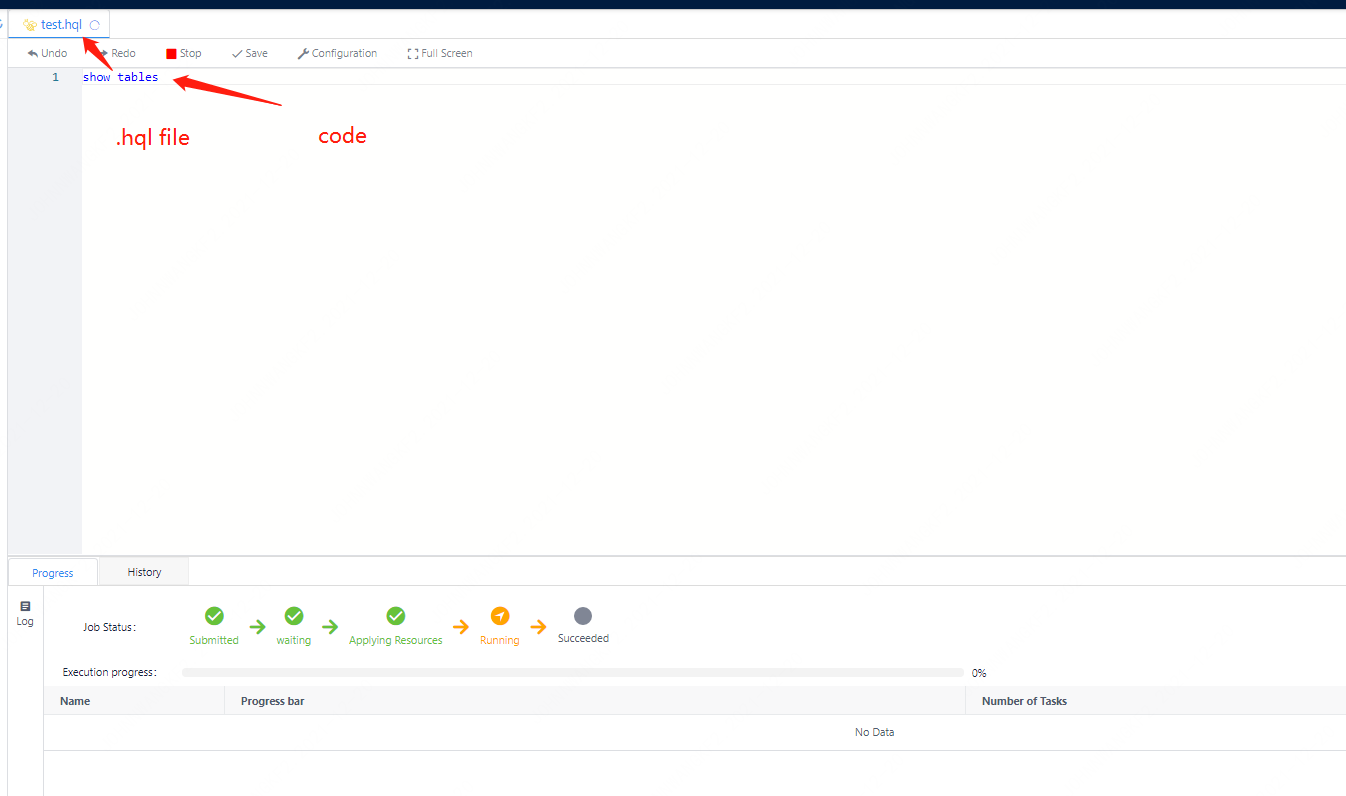 test.hql
Undo Redo Stop Save Configuration Full Screen
1 show tables
.hql file code
Progress History
Log
Job Status:
Submitted waiting Applying Resources Running Succeeded
Execution progress: 0%
Name Progress bar Number of Tasks
No Data